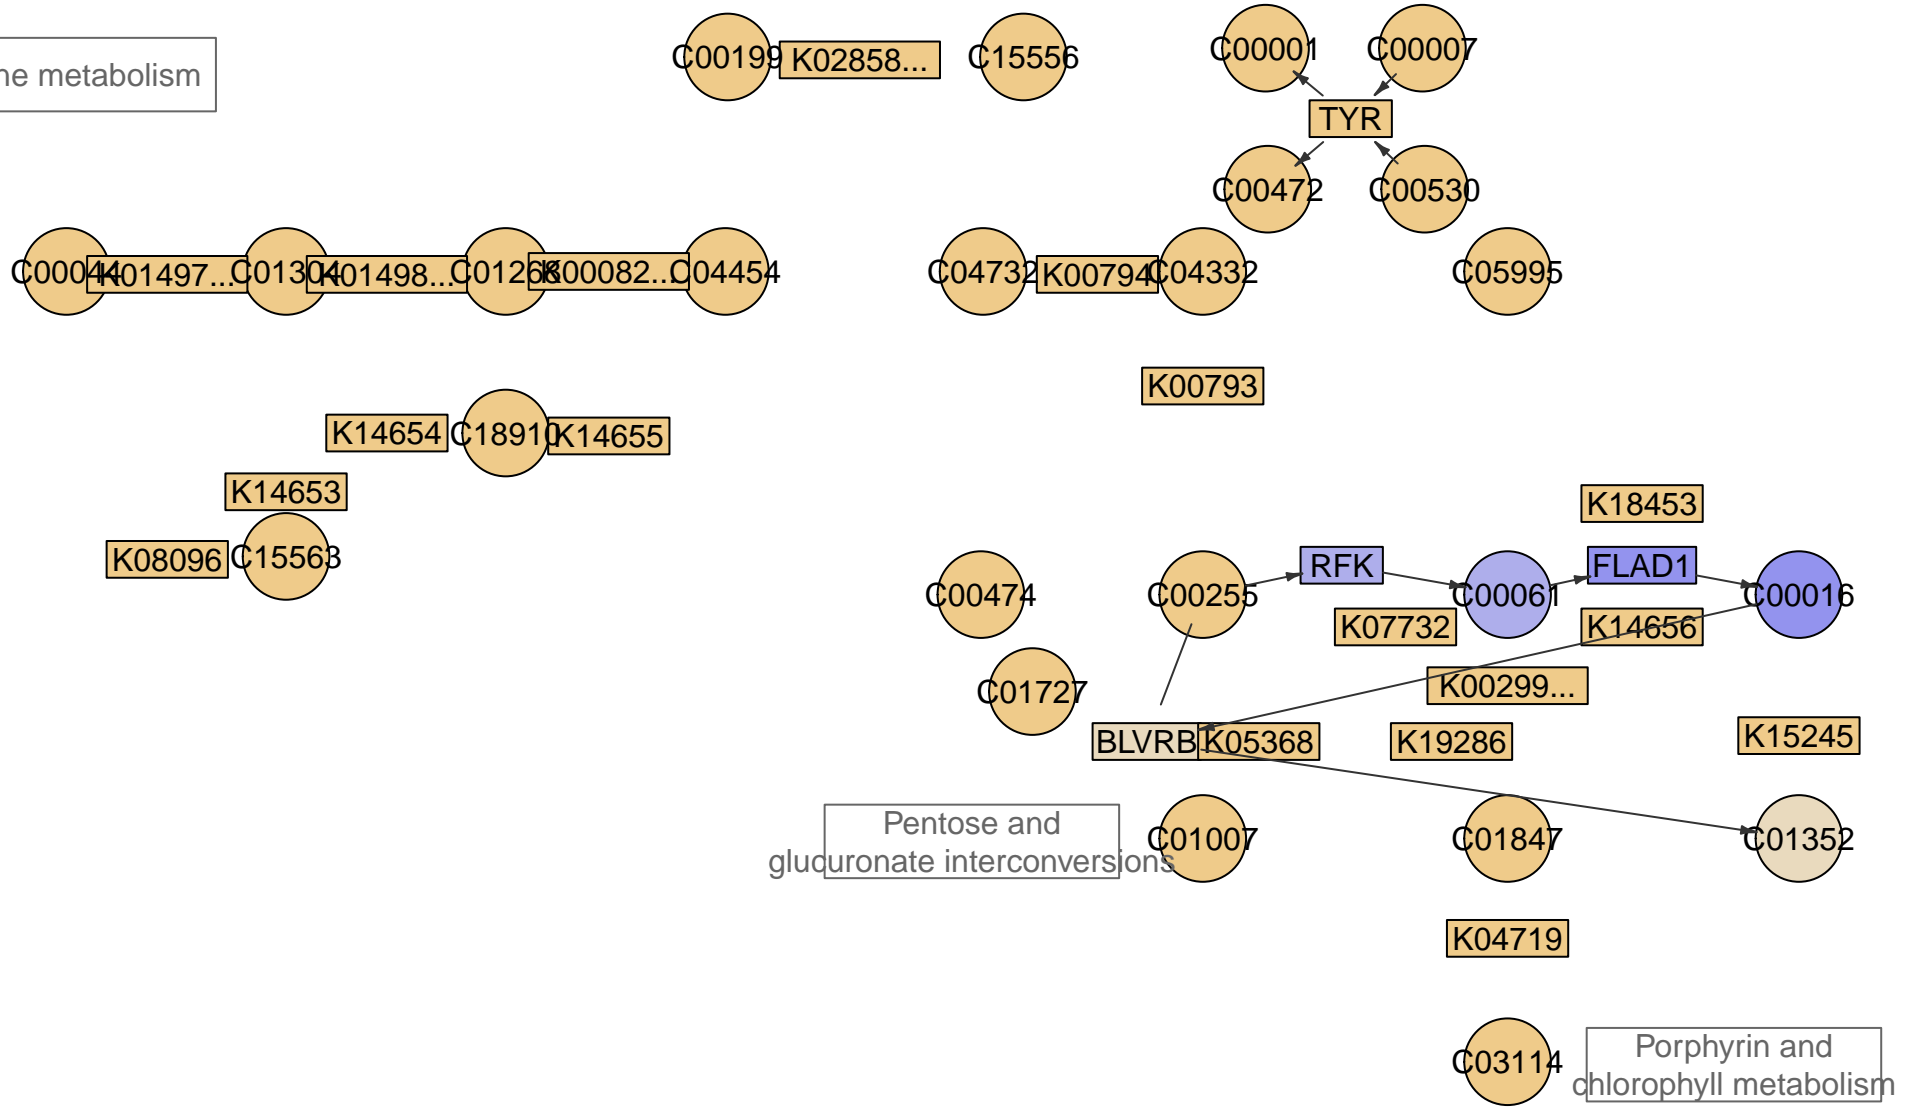 C00199
K02858...
C15556
C00001
C00007
ne metabolism
TYR
C00472
C00530
C00044
K01497...
C01304
K01498...
C01268
K00082...
C04454
C04732
K00794
C04332
C05995
K00793
K14654
C18910
K14655
K14653
K18453
K08096
C15563
RFK
FLAD1
C00474
C00255
C00061
C00016
K07732
K14656
C01727
K00299...
BLVRB
K05368
K19286
K15245
Pentose and
glucuronate interconversions
C01007
C01847
C01352
K04719
C03114
Porphyrin and
chlorophyll metabolism